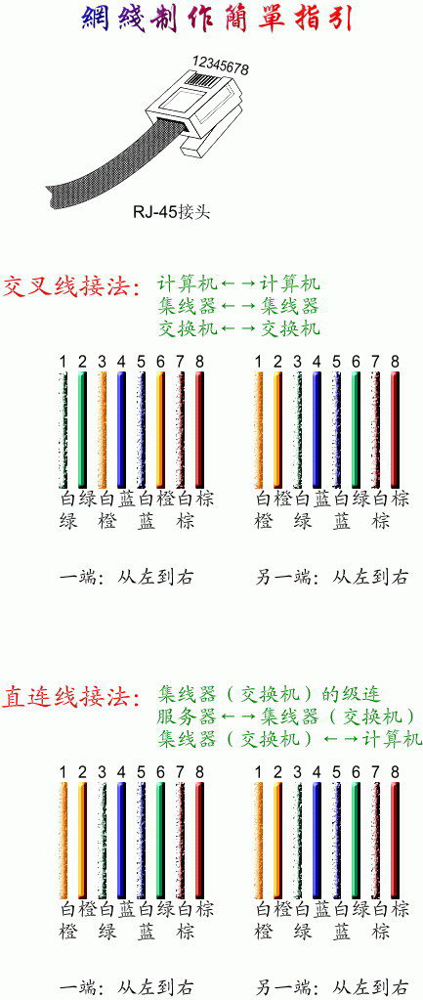 網綫制作簡單指引
12345678
RJ-45接头
交叉线接法：
计算机←→计算机
集线器←→集线器
交换机←→交换机
1 2 3 4 5 6 7 8
白绿 绿 白橙 蓝 白蓝 橙 白棕 棕
一端：从左到右
1 2 3 4 5 6 7 8
白橙 橙 白绿 蓝 白蓝 绿 白棕 棕
另一端：从左到右
直连线接法：
集线器（交换机）的级连
服务器←→集线器（交换机）
集线器（交换机）←→计算机
1 2 3 4 5 6 7 8
白橙 橙 白绿 蓝 白蓝 绿 白棕 棕
一端：从左到右
1 2 3 4 5 6 7 8
白橙 橙 白绿 蓝 白蓝 绿 白棕 棕
另一端：从左到右